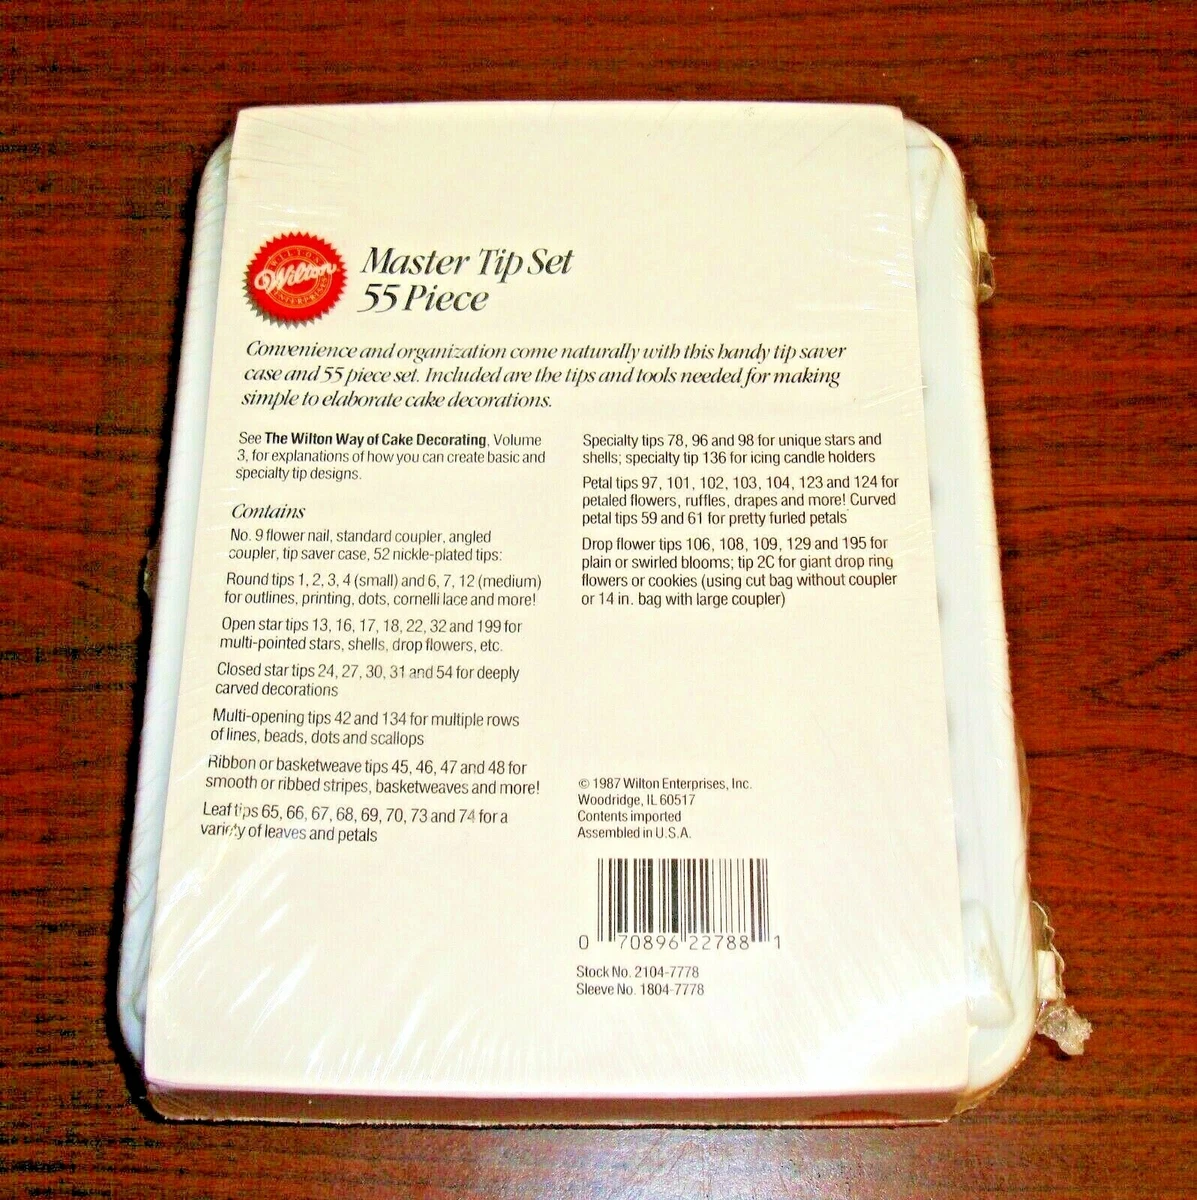 WILTON
Wilton
ENTERPRISES
Master Tip Set
55 Piece
Convenience and organization come naturally with this handy tip saver
case and 55 piece set. Included are the tips and tools needed for making
simple to elaborate cake decorations.
See The Wilton Way of Cake Decorating, Volume
3, for explanations of how you can create basic and
specialty tip designs.
Contains
No. 9 flower nail, standard coupler, angled
coupler, tip saver case, 52 nickle-plated tips:
Round tips 1, 2, 3, 4 (small) and 6, 7, 12 (medium)
for outlines, printing, dots, cornelli lace and more!
Open star tips 13, 16, 17, 18, 22, 32 and 199 for
multi-pointed stars, shells, drop flowers, etc.
Closed star tips 24, 27, 30, 31 and 54 for deeply
carved decorations
Multi-opening tips 42 and 134 for multiple rows
of lines, beads, dots and scallops
Ribbon or basketweave tips 45, 46, 47 and 48 for
smooth or ribbed stripes, basketweaves and more!
Leaf tips 65, 66, 67, 68, 69, 70, 73 and 74 for a
variety of leaves and petals
Specialty tips 78, 96 and 98 for unique stars and
shells; specialty tip 136 for icing candle holders
Petal tips 97, 101, 102, 103, 104, 123 and 124 for
petaled flowers, ruffles, drapes and more! Curved
petal tips 59 and 61 for pretty furled petals
Drop flower tips 106, 108, 109, 129 and 195 for
plain or swirled blooms; tip 2C for giant drop ring
flowers or cookies (using cut bag without coupler
or 14 in. bag with large coupler)
© 1987 Wilton Enterprises, Inc.
Woodridge, IL 60517
Contents imported
Assembled in U.S.A.
0 70896 22788 1
Stock No. 2104-7778
Sleeve No. 1804-7778